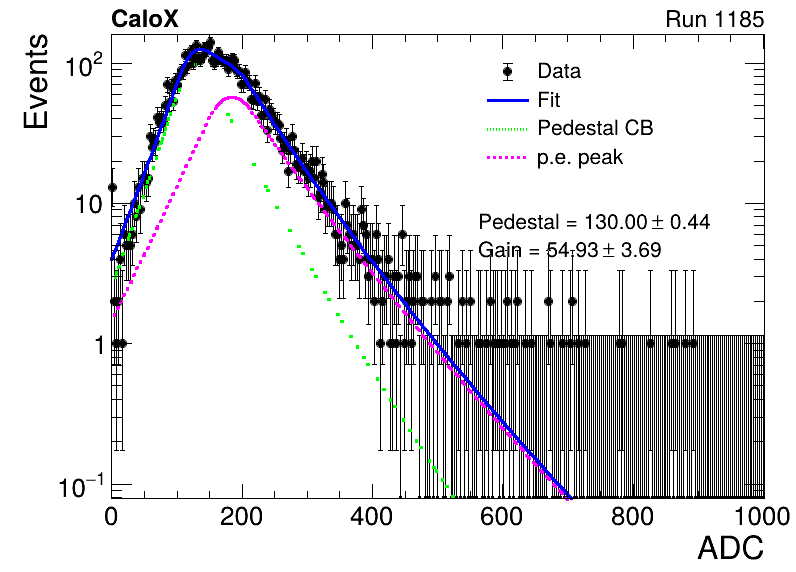 CaloX Run 1185
Events
10²
10
1
10⁻¹
Data
Fit
Pedestal CB
p.e. peak
Pedestal = 130.00 ± 0.44
Gain = 54.93 ± 3.69
0 200 400 600 800 1000
ADC